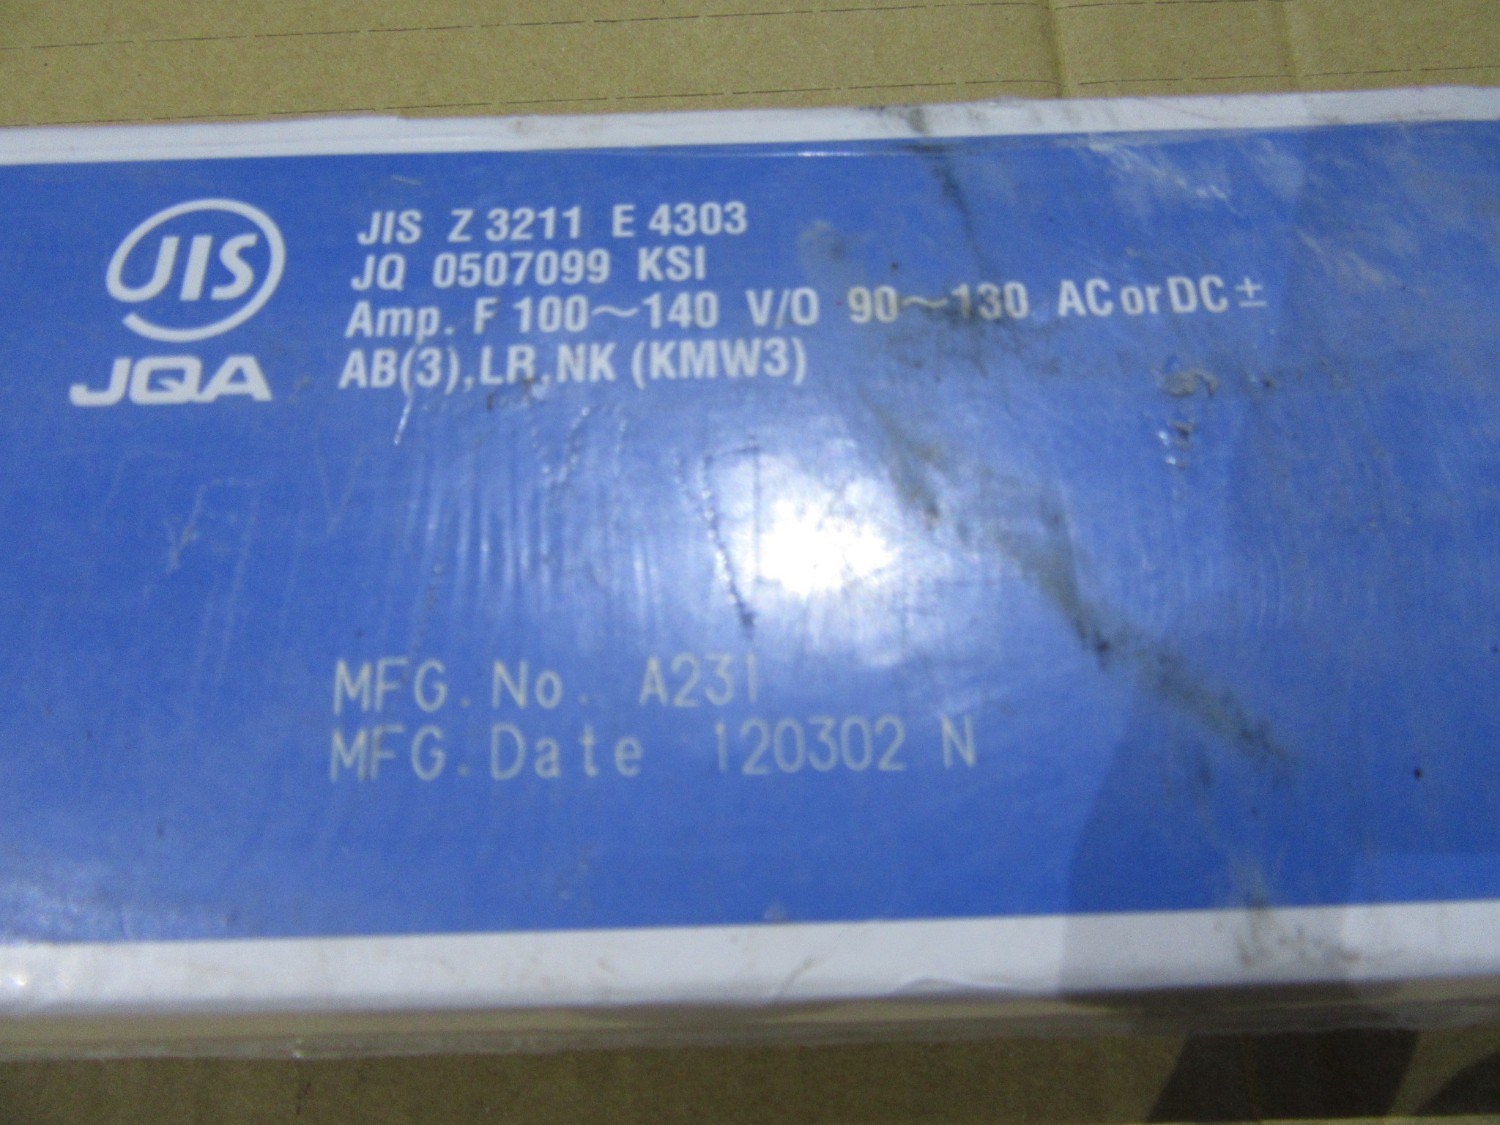 JIS
JQA
JIS Z 3211 E 4303
JQ 0507099 KSI
Amp. F 100～140 V/O 90～130 AC or DC ±
AB(3),LR,NK (KMW3)
MFG.No. A231
MFG.Date 120302 N